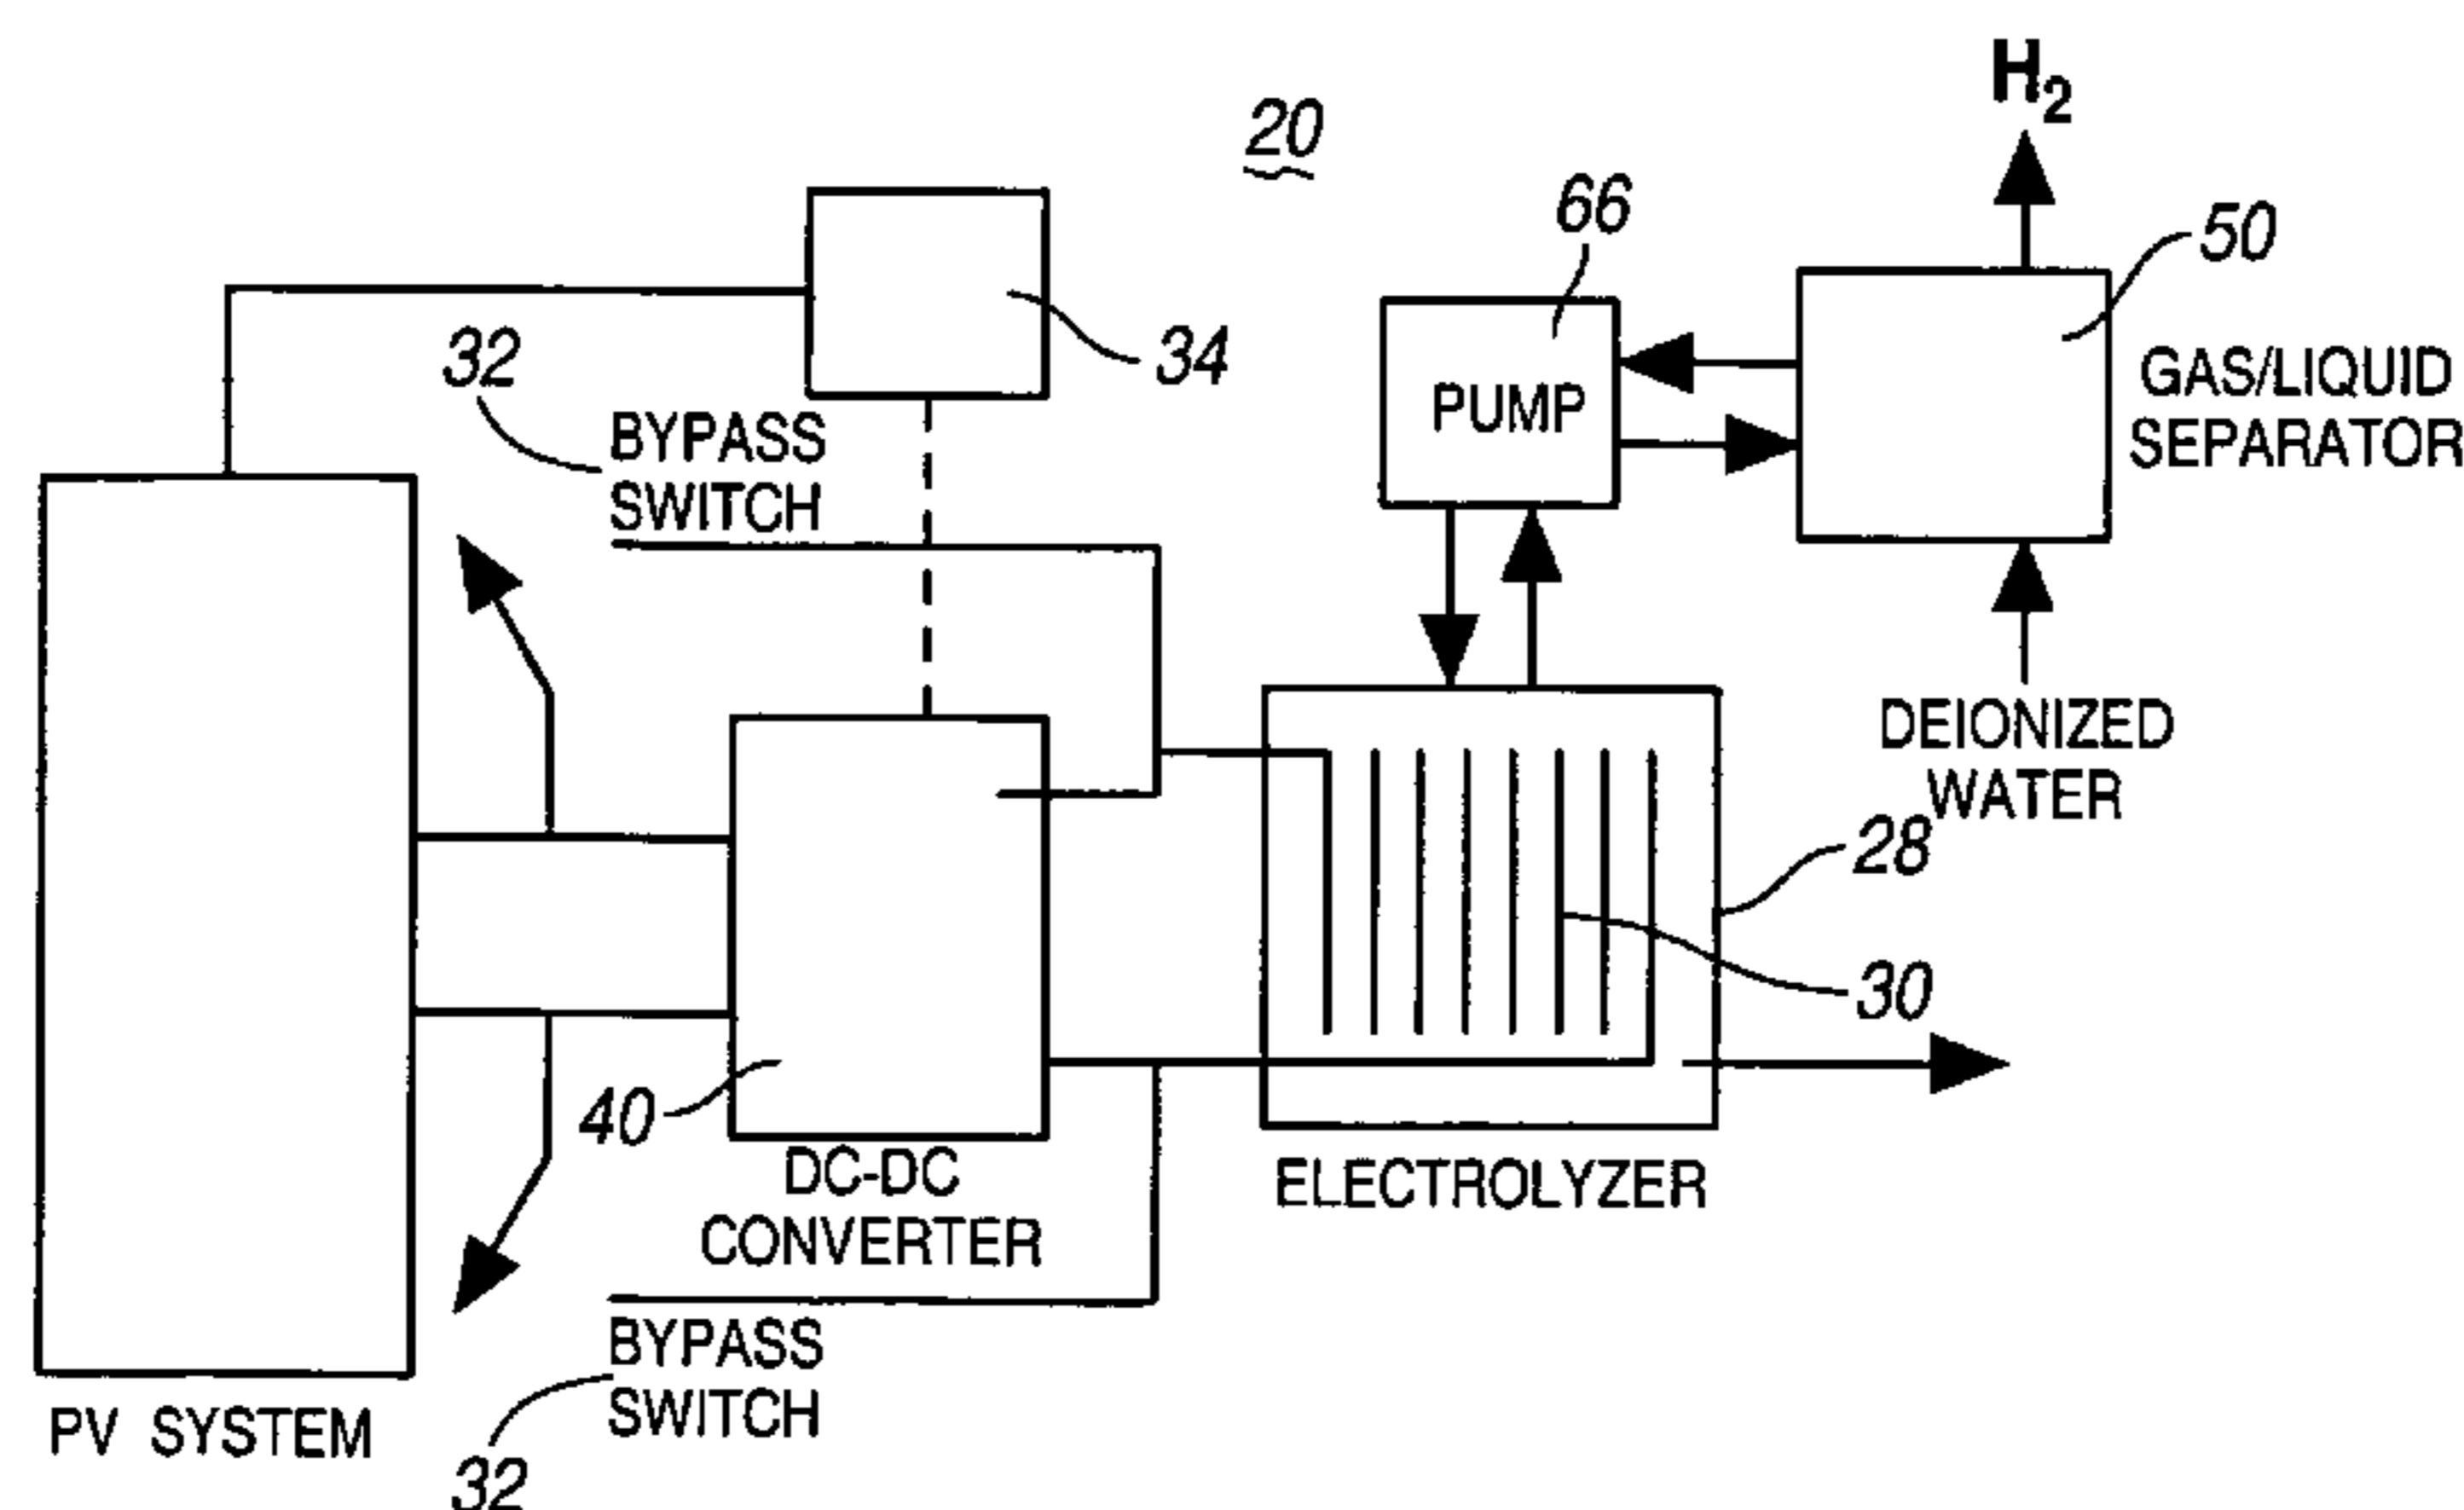 H2
20
66
50
34
32
BYPASS
SWITCH
PUMP
GAS/LIQUID
SEPARATOR
DEIONIZED
WATER
28
30
40
DC-DC
CONVERTER
ELECTROLYZER
BYPASS
SWITCH
PV SYSTEM
32